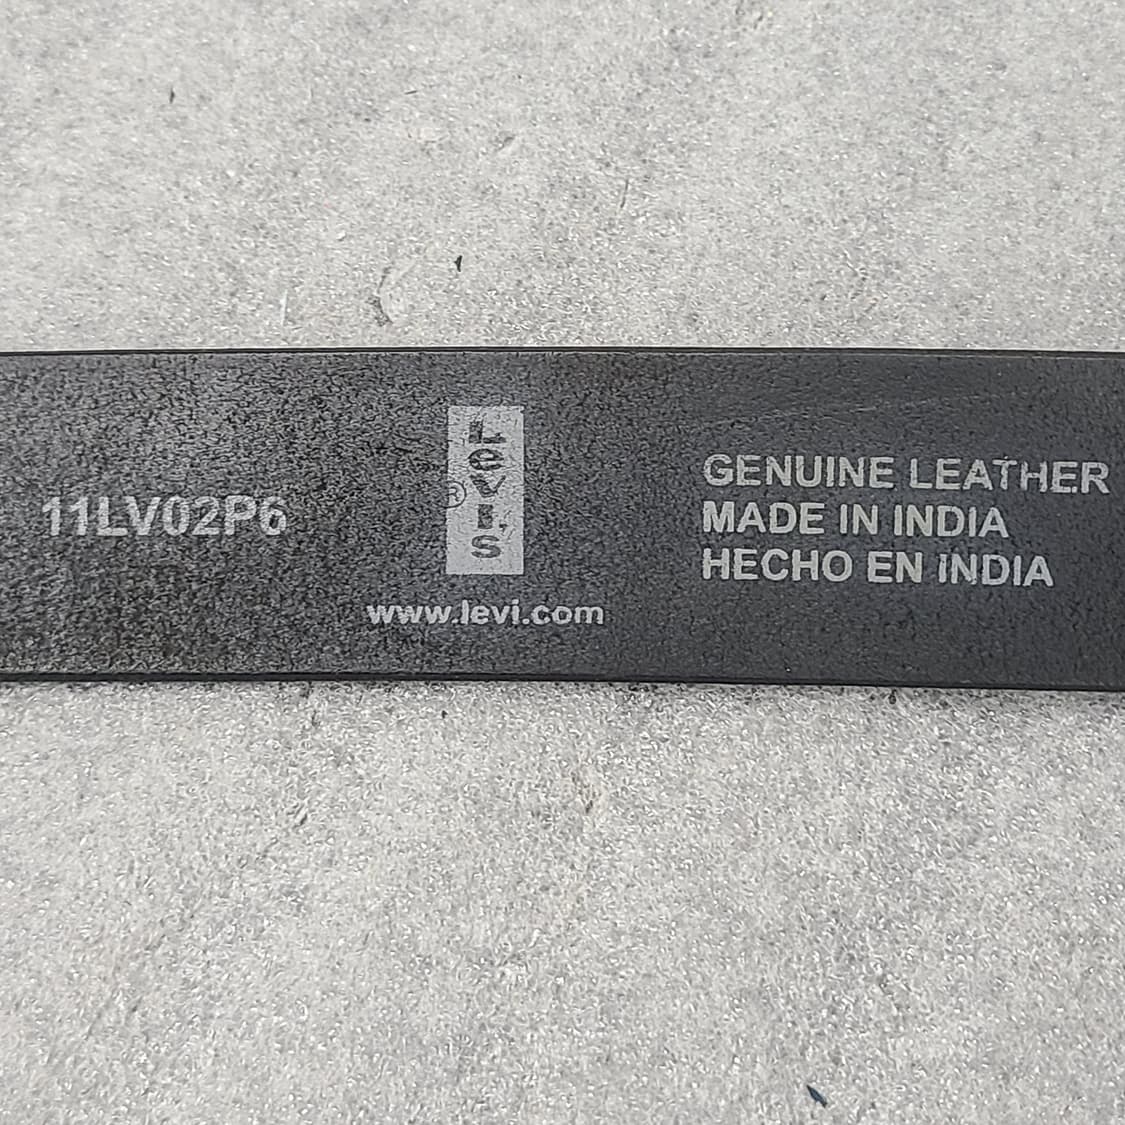 11LV02P6
Levi's®
www.levi.com
GENUINE LEATHER
MADE IN INDIA
HECHO EN INDIA